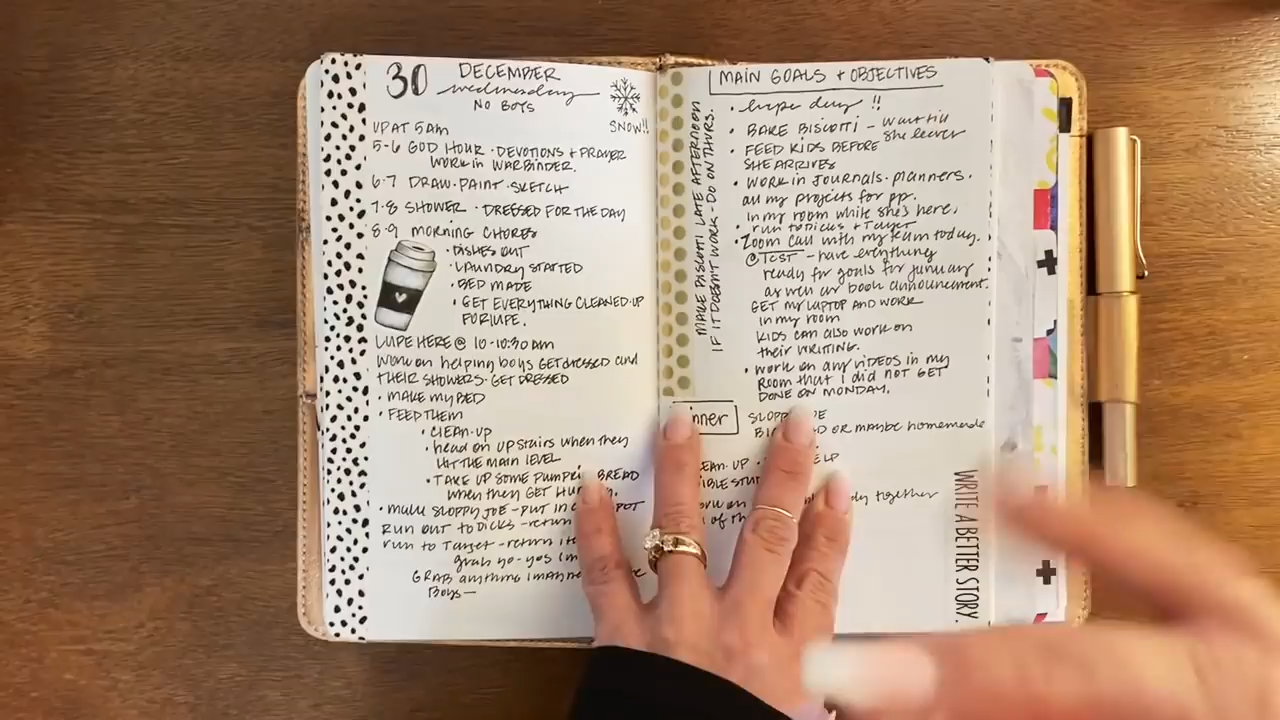 30 DECEMBER
wednesday
NO BOYS
SNOW!!
UP AT 5AM
5-6 GOD HOUR · DEVOTIONS + PRAYER
WORK IN WAR BINDER.
6-7 DRAW · PAINT · SKETCH
7-8 SHOWER · DRESSED FOR THE DAY
8-9 MORNING CHORES
• DISHES OUT
• LAUNDRY STARTED
• BED MADE
• GET EVERYTHING CLEANED UP
FOR LUPE.
LUPE HERE @ 10-10:30 am
Work on helping boys GET dressed and
THEIR SHOWERS · GET DRESSED
• MAKE MY BED
• FEED THEM
• CLEAN-UP
• head on UPStairs when they
HIT THE MAIN LEVEL
• TAKE UP SOME PUMPKIN BREAD
when they GET
• MAKE SLOPPY JOE - PUT IN
RUN OUT TO DICKS - return
run to Target - return
grab yo-yos
GRAB anything
Boys—
MAKE BISCOTTI LATE AFTERNOON
IF IT DOESN'T WORK - DO ON THURS.
MAIN GOALS + OBJECTIVES
• lupe day !!
• BAKE BISCOTTI - wait till
she leaves
• FEED KIDS BEFORE
SHE ARRIVES
• WORK in JOURNALS · planners.
all my projects for pp.
In my room while she's here.
• run to Dicks + Target
• Zoom Call with my team today.
@ TCST - have everything
ready for goals for january
as well as book announcement.
GET my LAPTOP AND WORK
in my room
KIDS can also work on
their WRITING.
• work on any VIDEOS in my
ROOM that I did NOT GET
DONE ON MONDAY.
SLOPPY JOE
OR maybe homemade
together
WRITE A BETTER STORY.